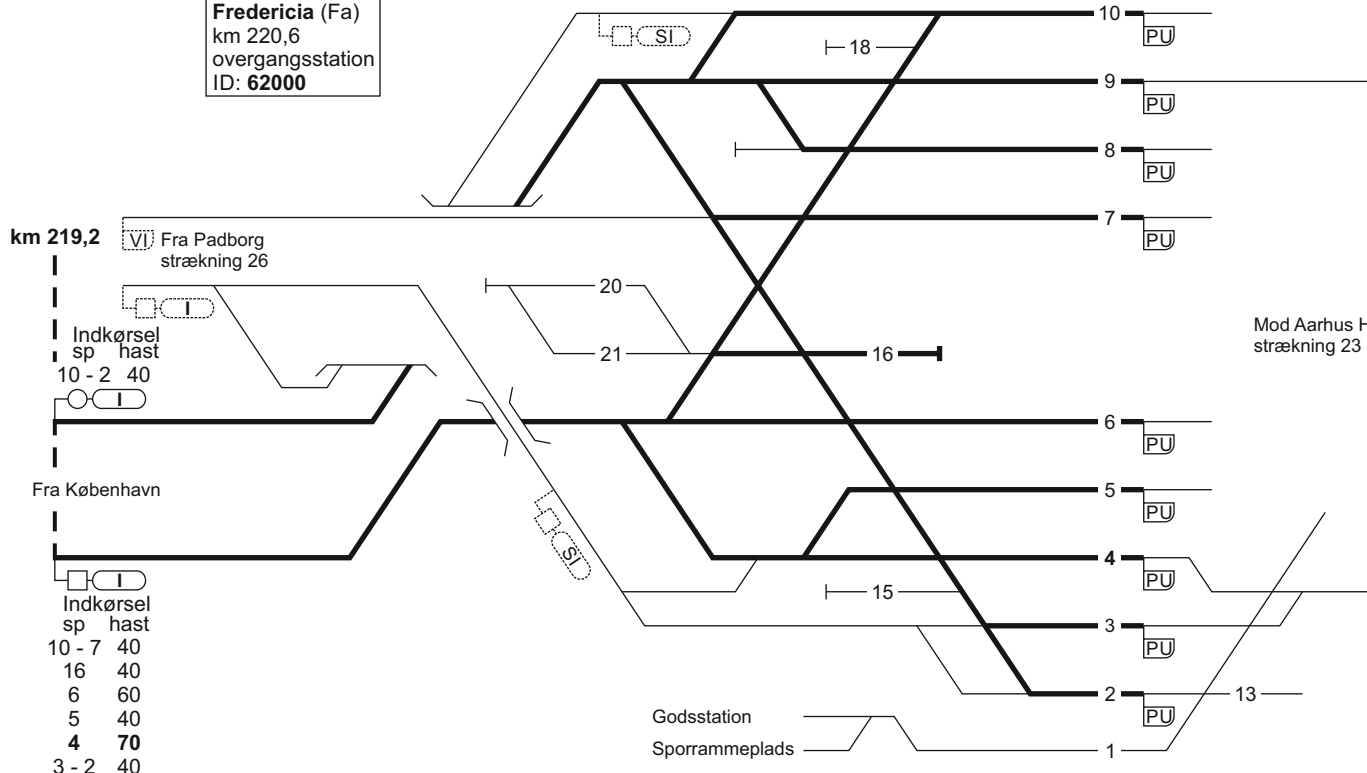 Fredericia (Fa)
km 220,6
overgangsstation
ID: 62000
SI
10
PU
18
9
PU
8
PU
7
PU
km 219,2
VI
Fra Padborg
strækning 26
I
20
21
16
Mod Aarhus H
strækning 23
Indkørsel
sp hast
10 - 2 40
I
6
PU
Fra København
5
PU
SI
4
PU
I
15
Indkørsel
sp hast
10 - 7 40
16 40
6 60
5 40
4 70
3 - 2 40
3
PU
2
PU
13
Godsstation
Sporrammeplads
1